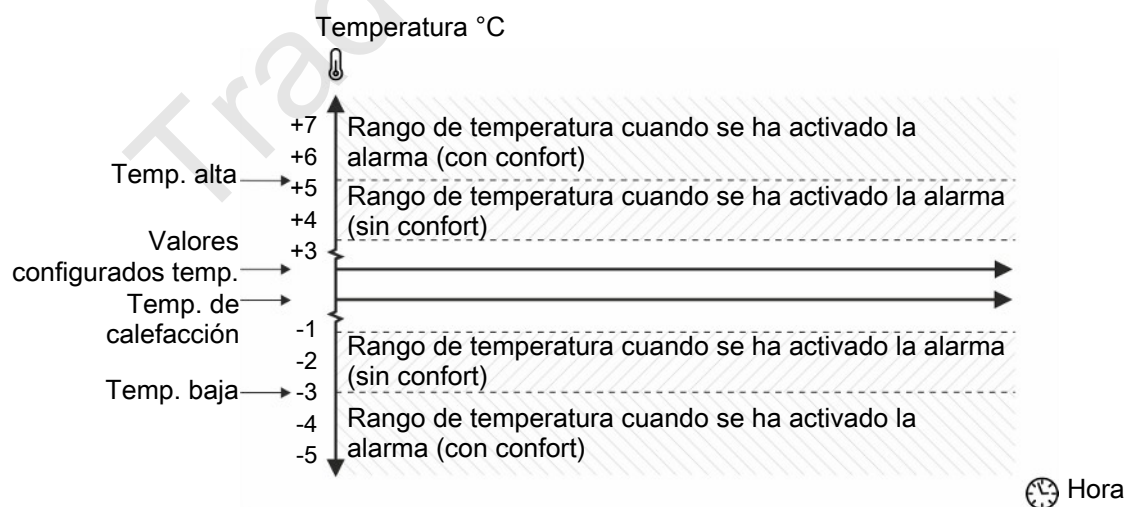 Temperatura °C
Trad
+7
Rango de temperatura cuando se ha activado la
+6
alarma (con confort)
Temp. alta
+5
Rango de temperatura cuando se ha activado la alarma
+4
(sin confort)
Valores
+3
configurados temp.
Temp. de
calefacción
-1
Rango de temperatura cuando se ha activado la alarma
-2
(sin confort)
Temp. baja
-3
-4
Rango de temperatura cuando se ha activado la
-5
alarma (con confort)
Hora